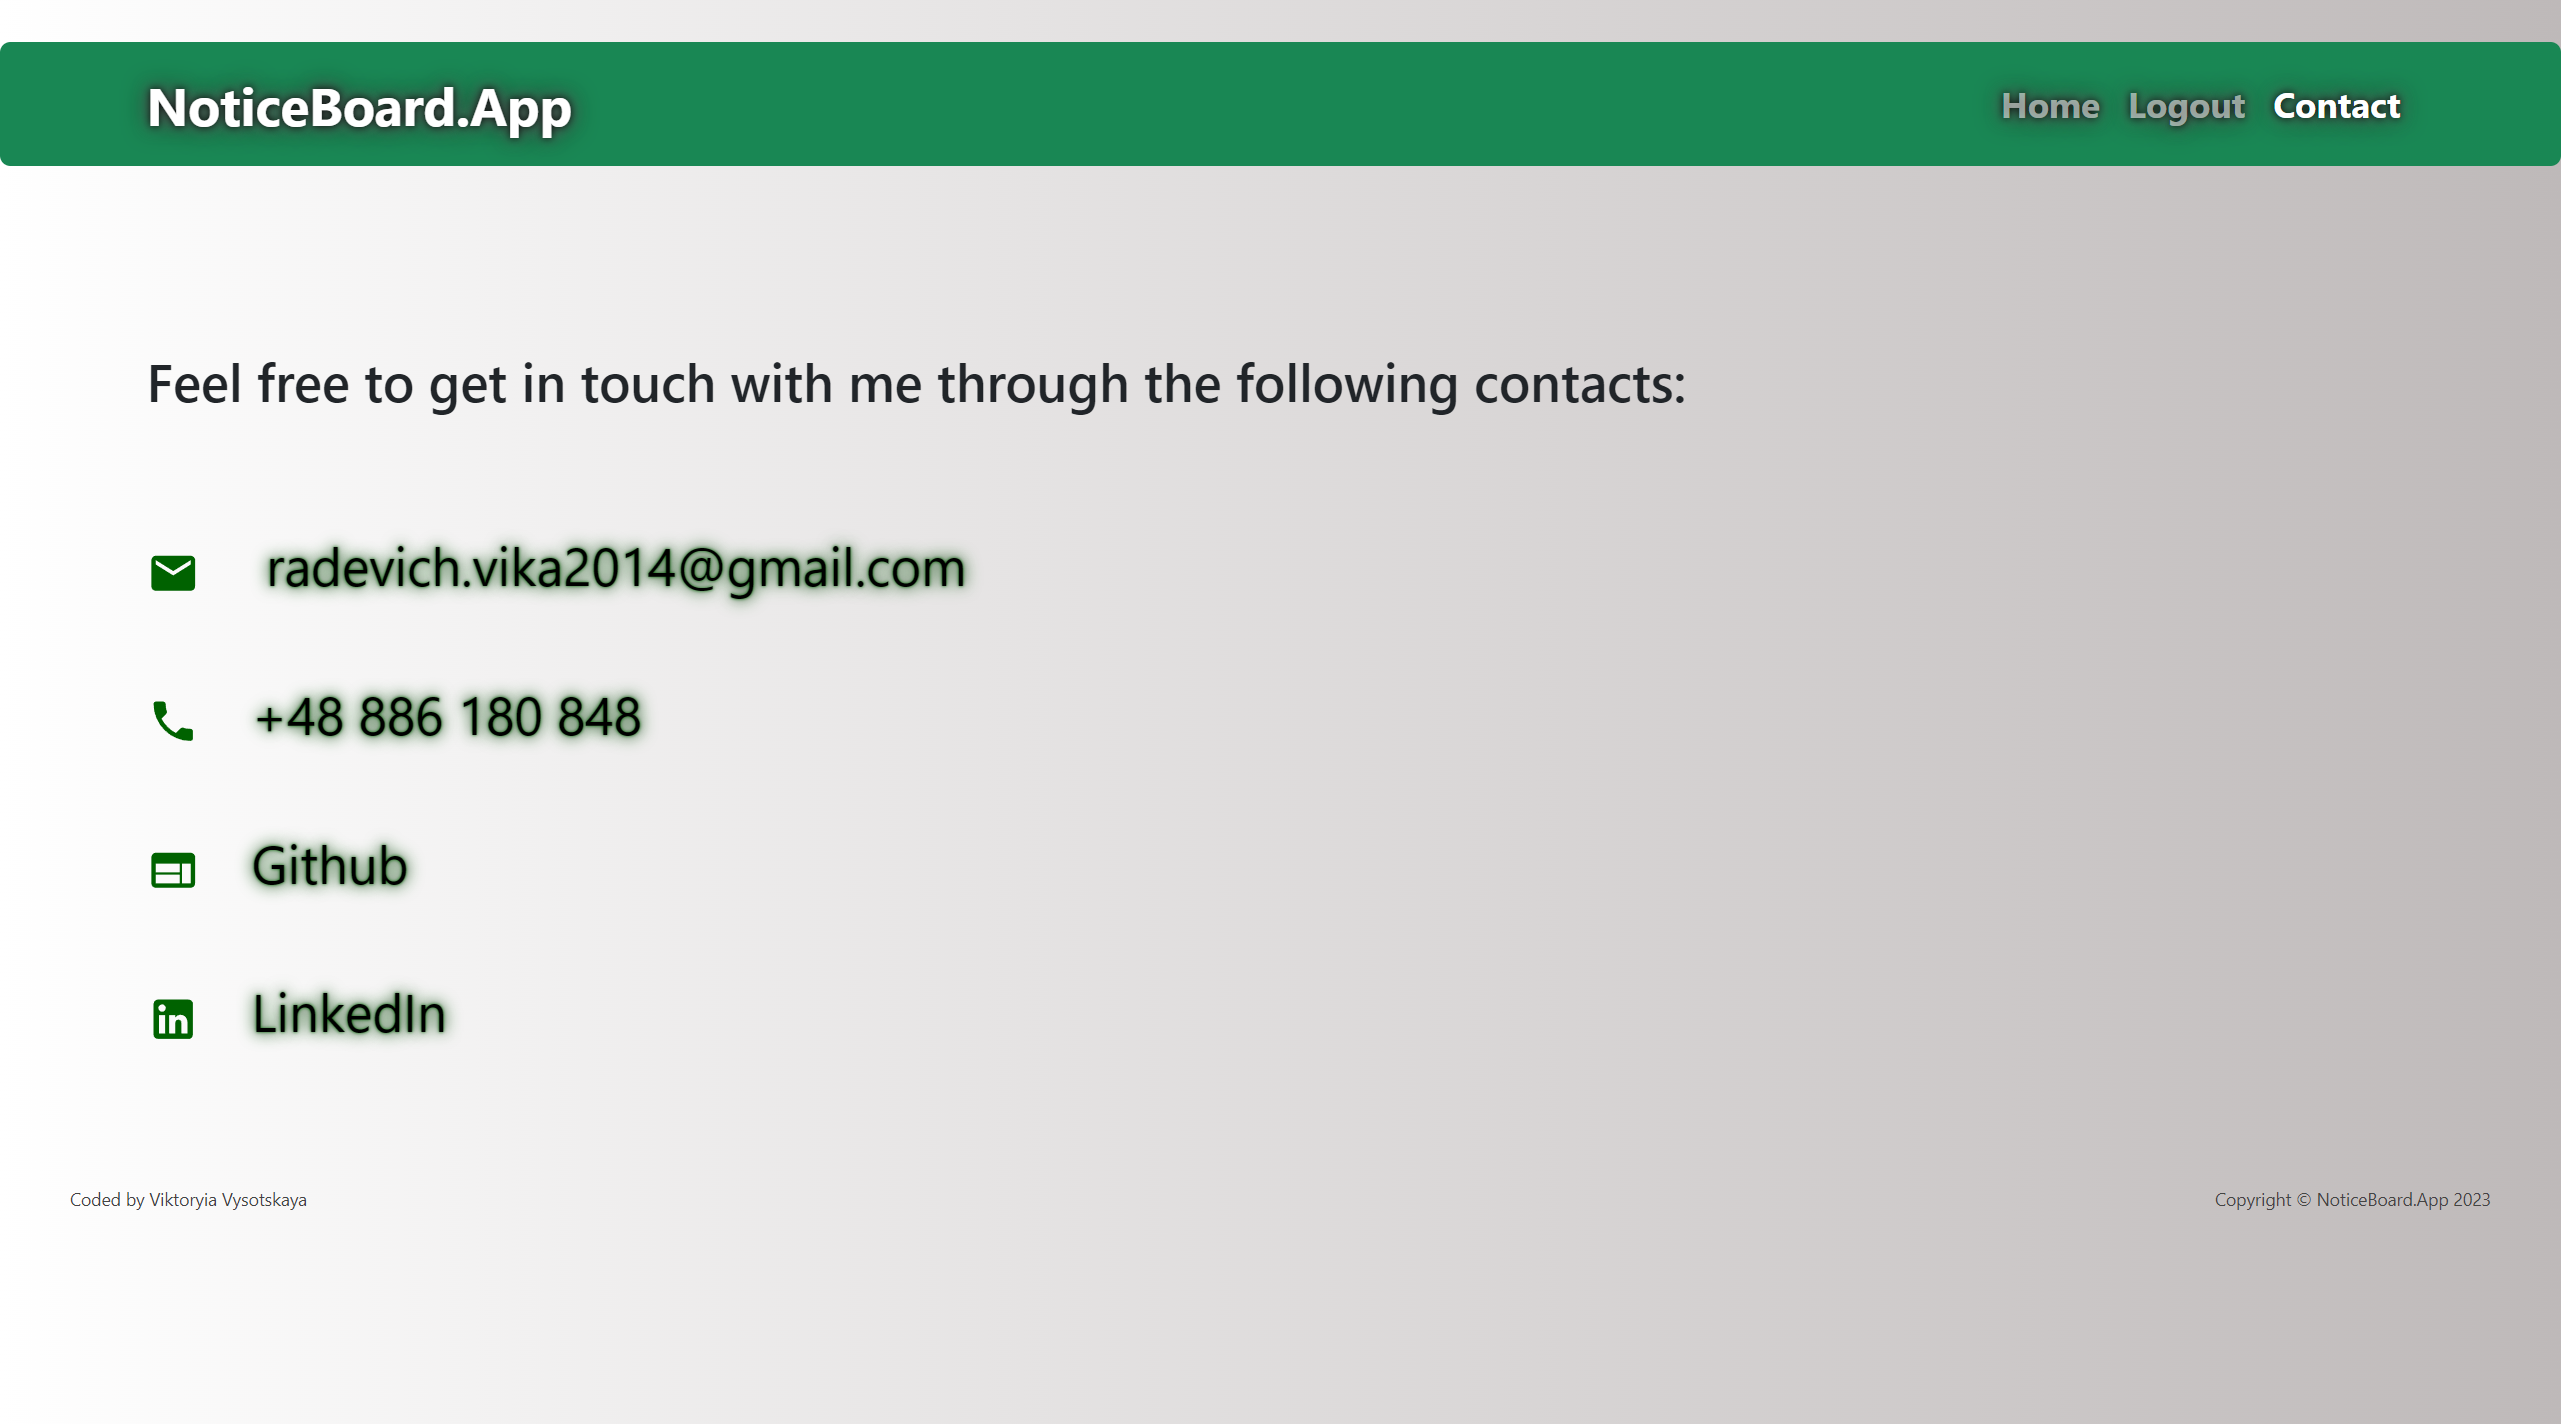 NoticeBoard.App
Home Logout Contact
Feel free to get in touch with me through the following contacts:
radevich.vika2014@gmail.com
+48 886 180 848
Github
LinkedIn
Coded by Viktoryia Vysotskaya
Copyright © NoticeBoard.App 2023